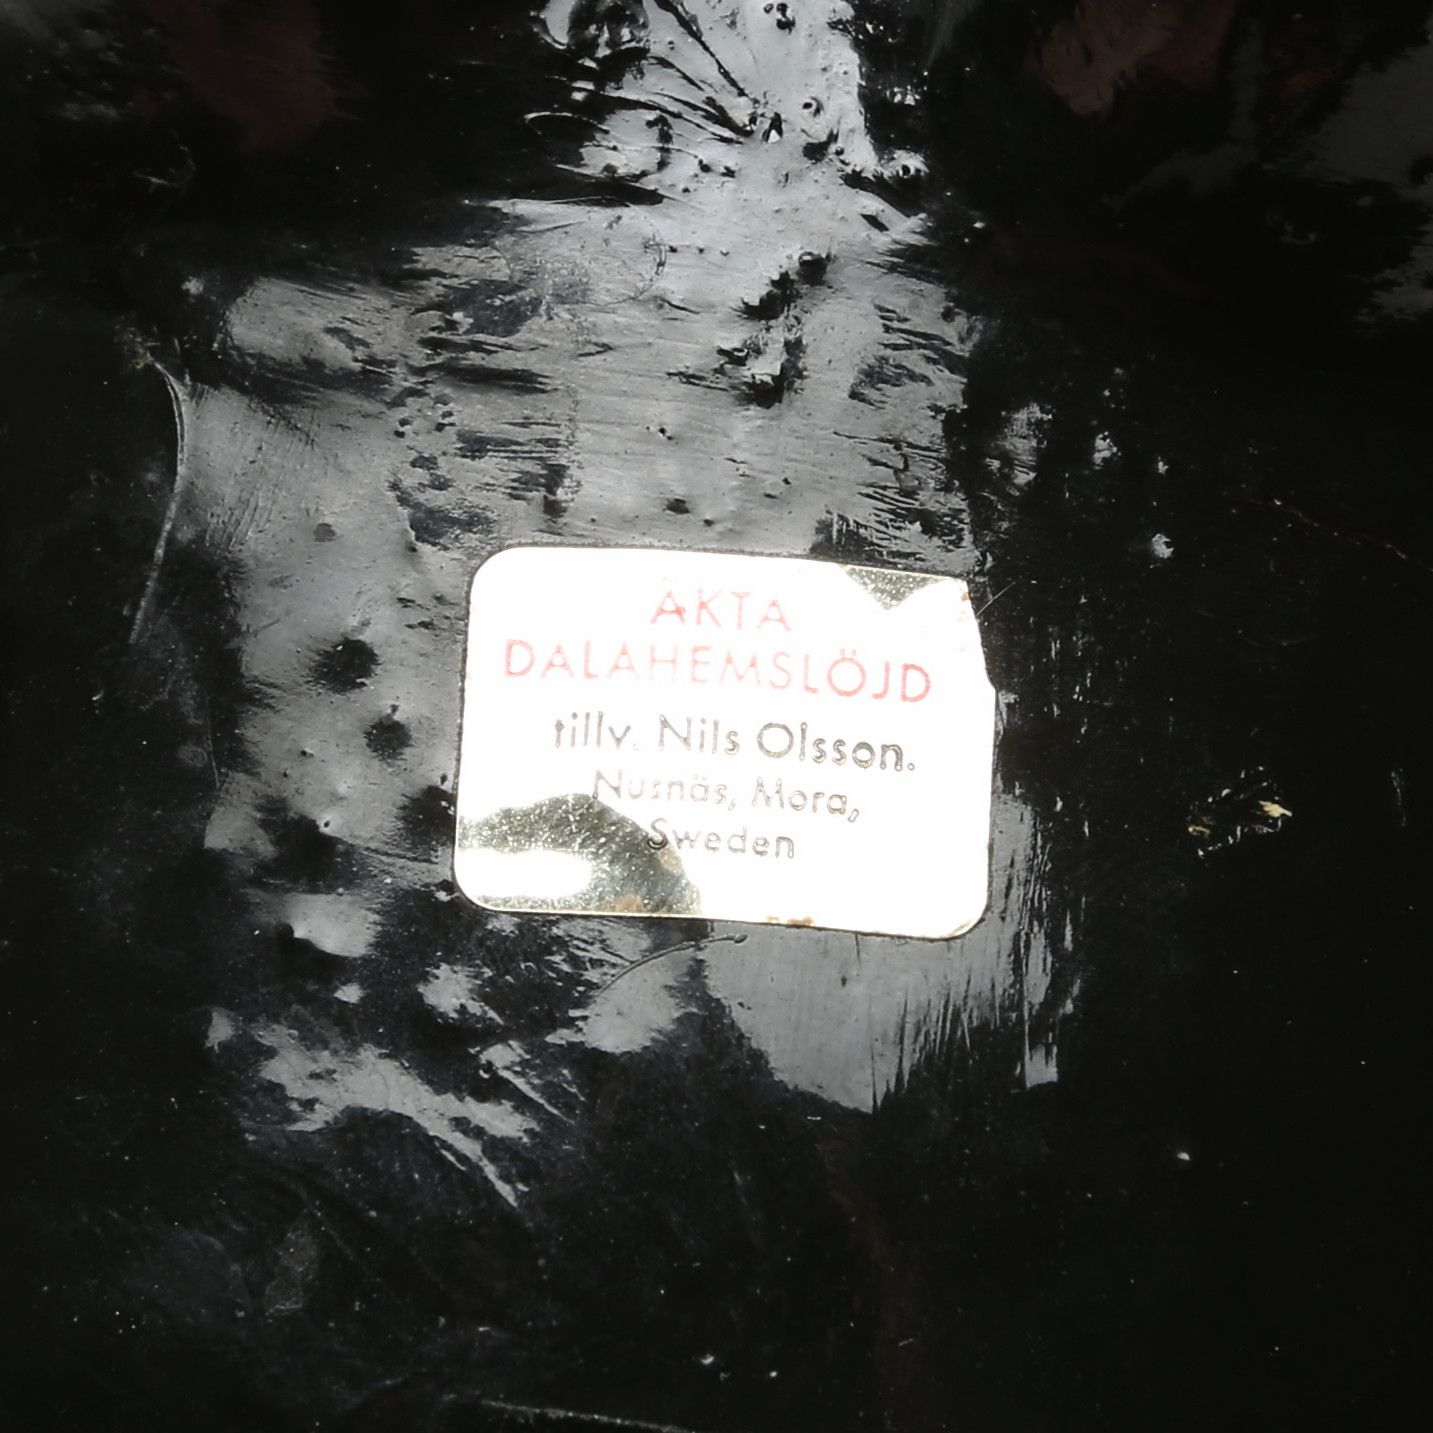 ÄKTA
DALAHEMSLÖJD
tillv. Nils Olsson.
Nusnäs, Mora,
Sweden